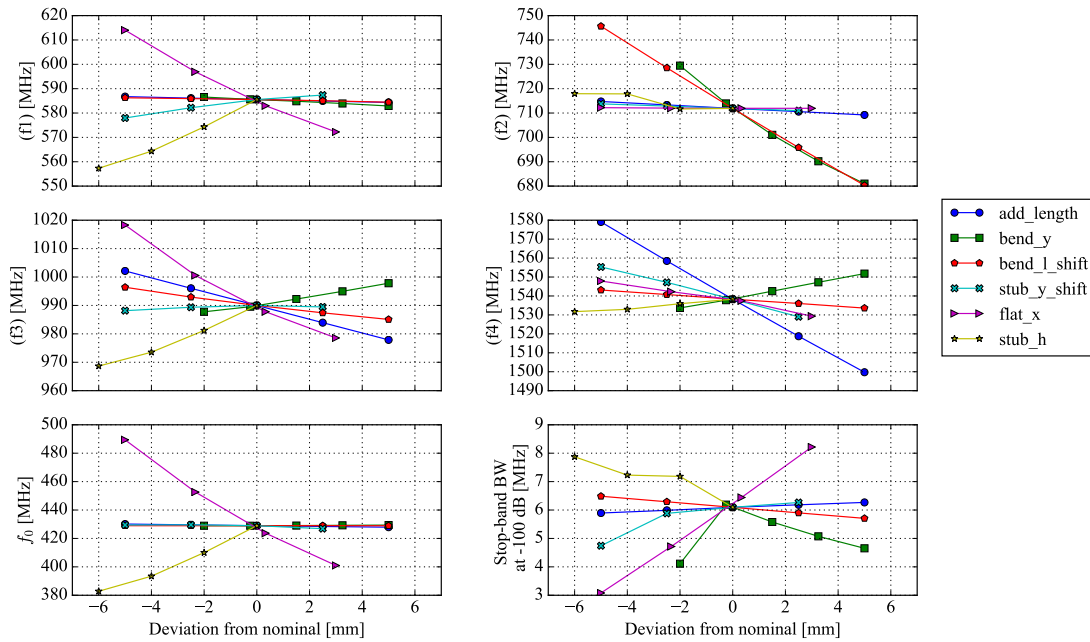 620
610
600
590
580
570
560
550
(f1) [MHz]
750
740
730
720
710
700
690
680
(f2) [MHz]
1020
1010
1000
990
980
970
960
(f3) [MHz]
1580
1570
1560
1550
1540
1530
1520
1510
1500
1490
(f4) [MHz]
500
480
460
440
420
400
380
f0 [MHz]
−6 −4 −2 0 2 4 6
Deviation from nominal [mm]
9
8
7
6
5
4
3
Stop-band BW
at -100 dB [MHz]
−6 −4 −2 0 2 4 6
Deviation from nominal [mm]
add_length
bend_y
bend_l_shift
stub_y_shift
flat_x
stub_h